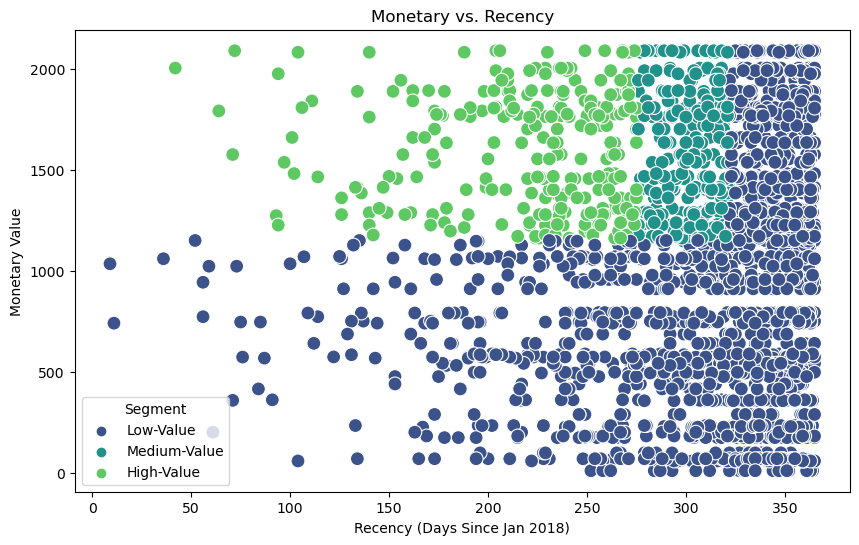 Monetary vs. Recency
Monetary Value
2000
1500
1000
500
0
Segment
Low-Value
Medium-Value
High-Value
0 50 100 150 200 250 300 350
Recency (Days Since Jan 2018)